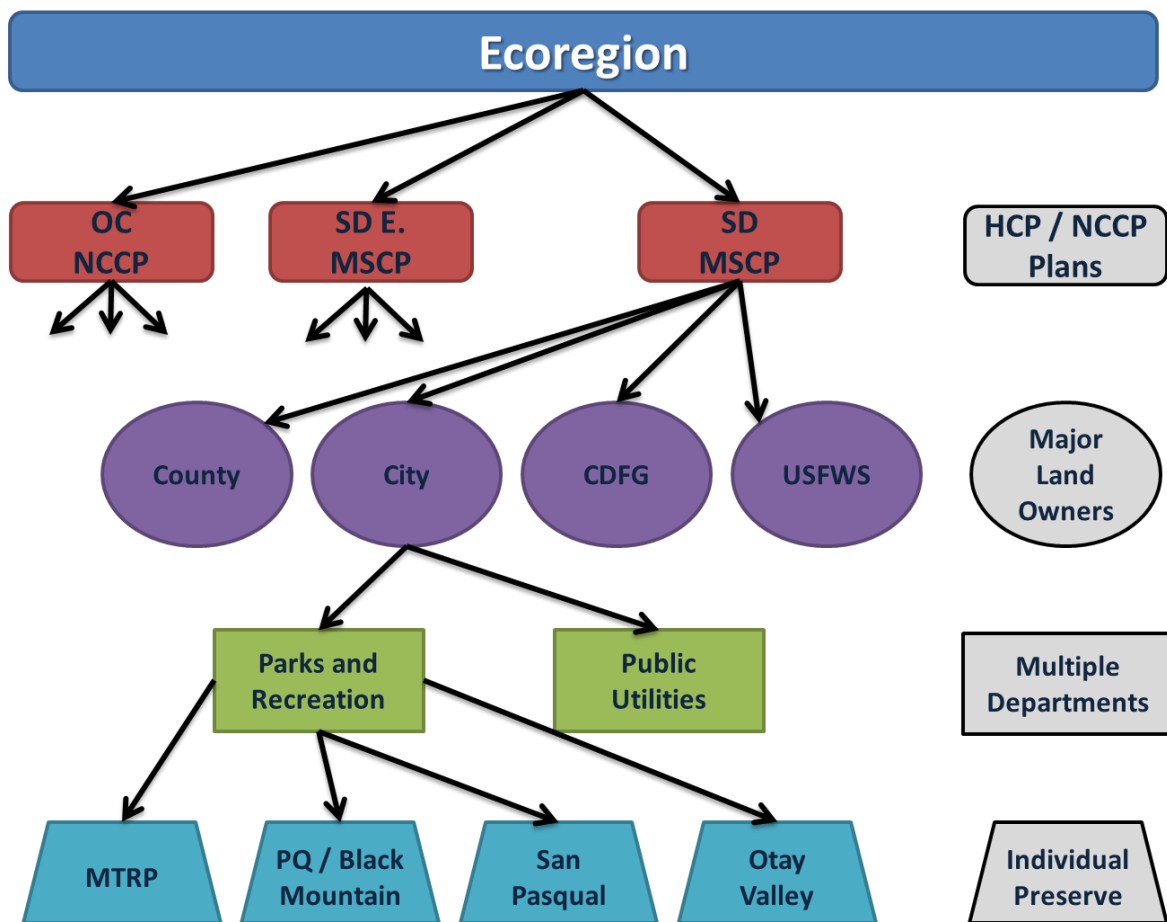 Ecoregion
OC
NCCP
SD E.
MSCP
SD
MSCP
HCP / NCCP
Plans
County
City
CDFG
USFWS
Major
Land
Owners
Parks and
Recreation
Public
Utilities
Multiple
Departments
MTRP
PQ / Black
Mountain
San
Pasqual
Otay
Valley
Individual
Preserve